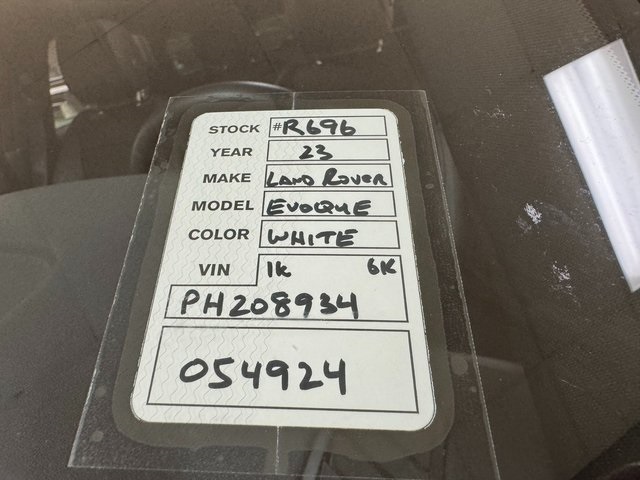 STOCK #R696
YEAR 23
MAKE LAND ROVER
MODEL EVOQUE
COLOR WHITE
VIN 1K 6K
PH208934
054924